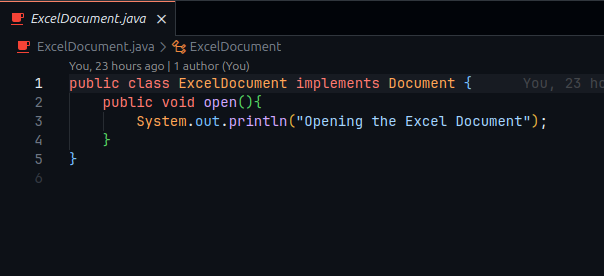 ExcelDocument.java ×
ExcelDocument.java > ExcelDocument
You, 23 hours ago | 1 author (You)
1 public class ExcelDocument implements Document { You, 23 ho
2 public void open(){
3 System.out.println("Opening the Excel Document");
4 }
5 }
6